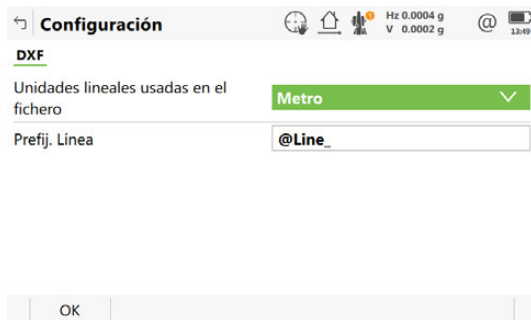 Configuración
Hz 0.0004 g
V 0.0002 g
@
13:49
DXF
Unidades lineales usadas en el
fichero
Metro
Prefij. Línea
@Line_
OK